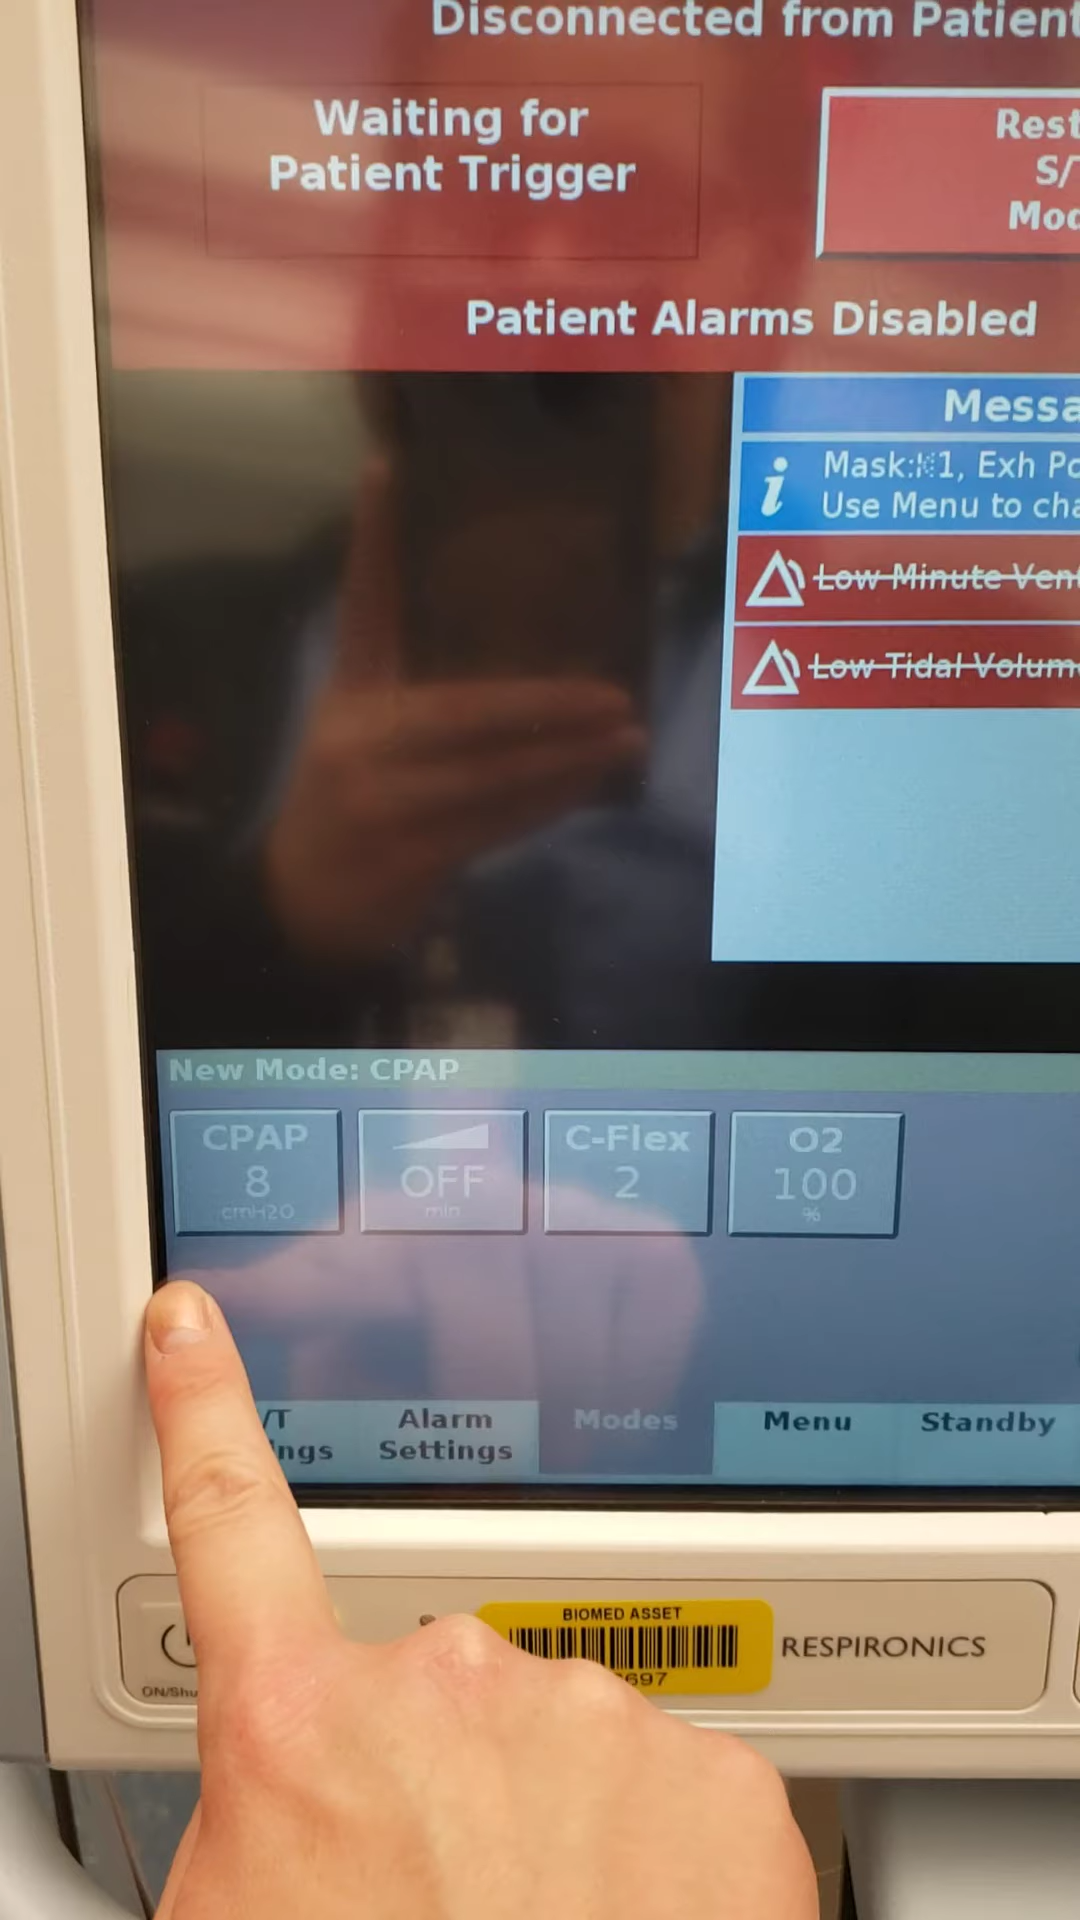 Disconnected from Patient
Waiting for
Patient Trigger
Rest
S/T
Mod
Patient Alarms Disabled
Messa
Mask: 1, Exh Po
Use Menu to cha
Low Minute Vent
Low Tidal Volume
New Mode: CPAP
CPAP
8
cmH2O
OFF
min
C-Flex
2
O2
100
%
/T
ngs
Alarm
Settings
Modes
Menu
Standby
BIOMED ASSET
697
RESPIRONICS
ON/Shu